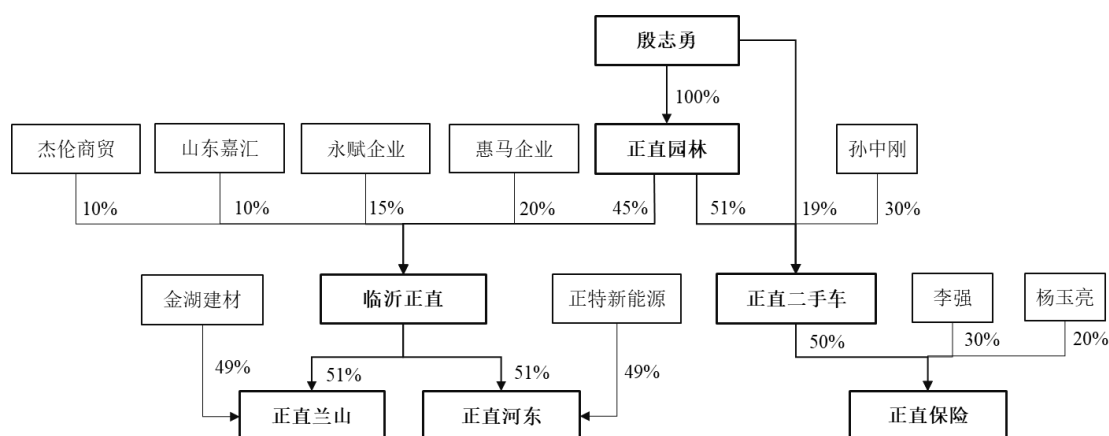 殷志勇
100%
杰伦商贸
山东嘉汇
永赋企业
惠马企业
正直园林
孙中刚
10%
10%
15%
20%
45%
51%
19%
30%
金湖建材
临沂正直
正特新能源
正直二手车
李强
杨玉亮
49%
51%
51%
49%
50%
30%
20%
正直兰山
正直河东
正直保险